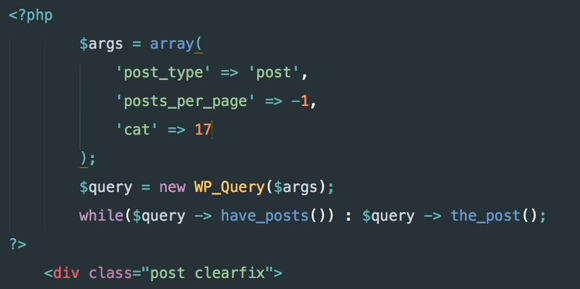 <?php
$args = array(
'post_type' => 'post',
'posts_per_page' => -1,
'cat' => 17
);
$query = new WP_Query($args);
while($query -> have_posts()) : $query -> the_post();
?>
<div class="post clearfix">